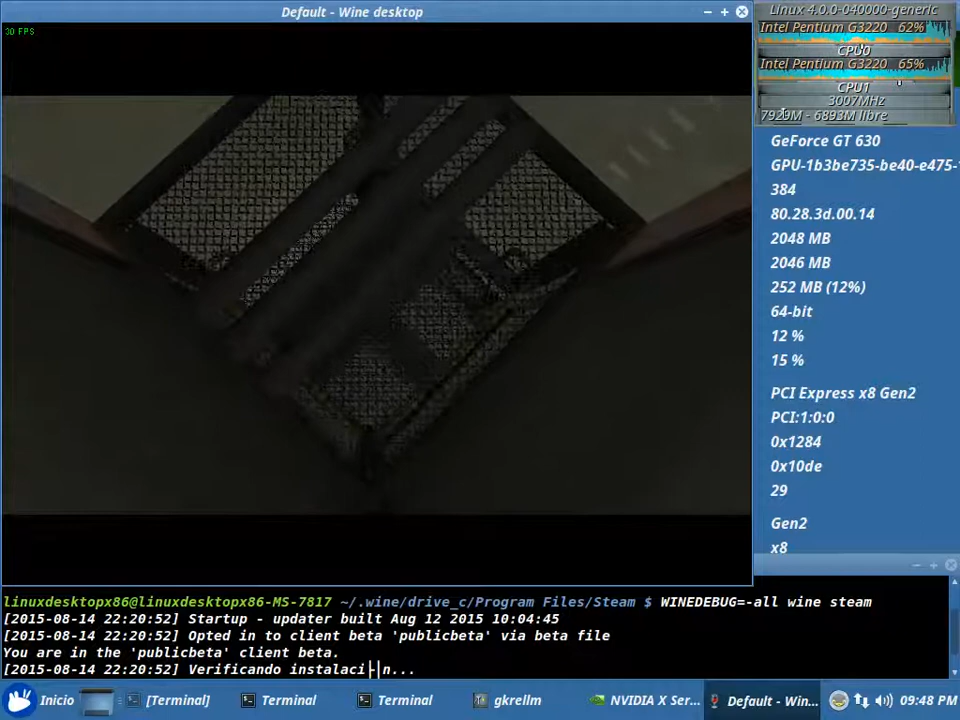 Default - Wine desktop
30 FPS
Linux 4.0.0-040000-generic
Intel Pentium G3220 62%
CPU0
Intel Pentium G3220 65%
CPU1
3007MHz
7929M - 6893M libre
GeForce GT 630
GPU-1b3be735-be40-e475-
384
80.28.3d.00.14
2048 MB
2046 MB
252 MB (12%)
64-bit
12 %
15 %
PCI Express x8 Gen2
PCI:1:0:0
0x1284
0x10de
29
Gen2
x8
linuxdesktopx86@linuxdesktopx86-MS-7817 ~/.wine/drive_c/Program Files/Steam $ WINEDEBUG=-all wine steam
[2015-08-14 22:20:52] Startup - updater built Aug 12 2015 10:04:45
[2015-08-14 22:20:52] Opted in to client beta 'publicbeta' via beta file
You are in the 'publicbeta' client beta.
[2015-08-14 22:20:52] Verificando instalaci├│n...
Inicio [Terminal] Terminal Terminal gkrellm NVIDIA X Ser... Default - Win... 09:48 PM